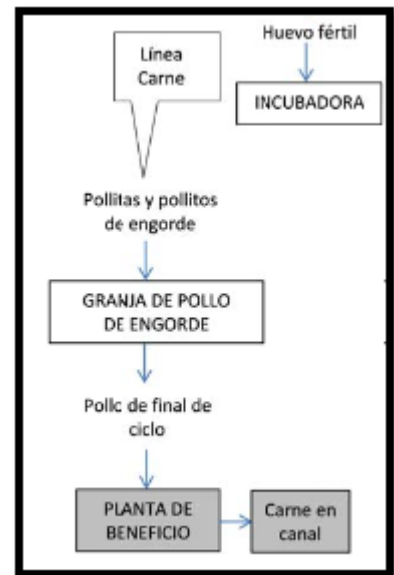 Línea
Carne
Huevo fértil
INCUBADORA
Pollitas y pollitos
de engorde
GRANJA DE POLLO
DE ENGORDE
Pollo de final de
ciclo
PLANTA DE
BENEFICIO
Carne en
canal